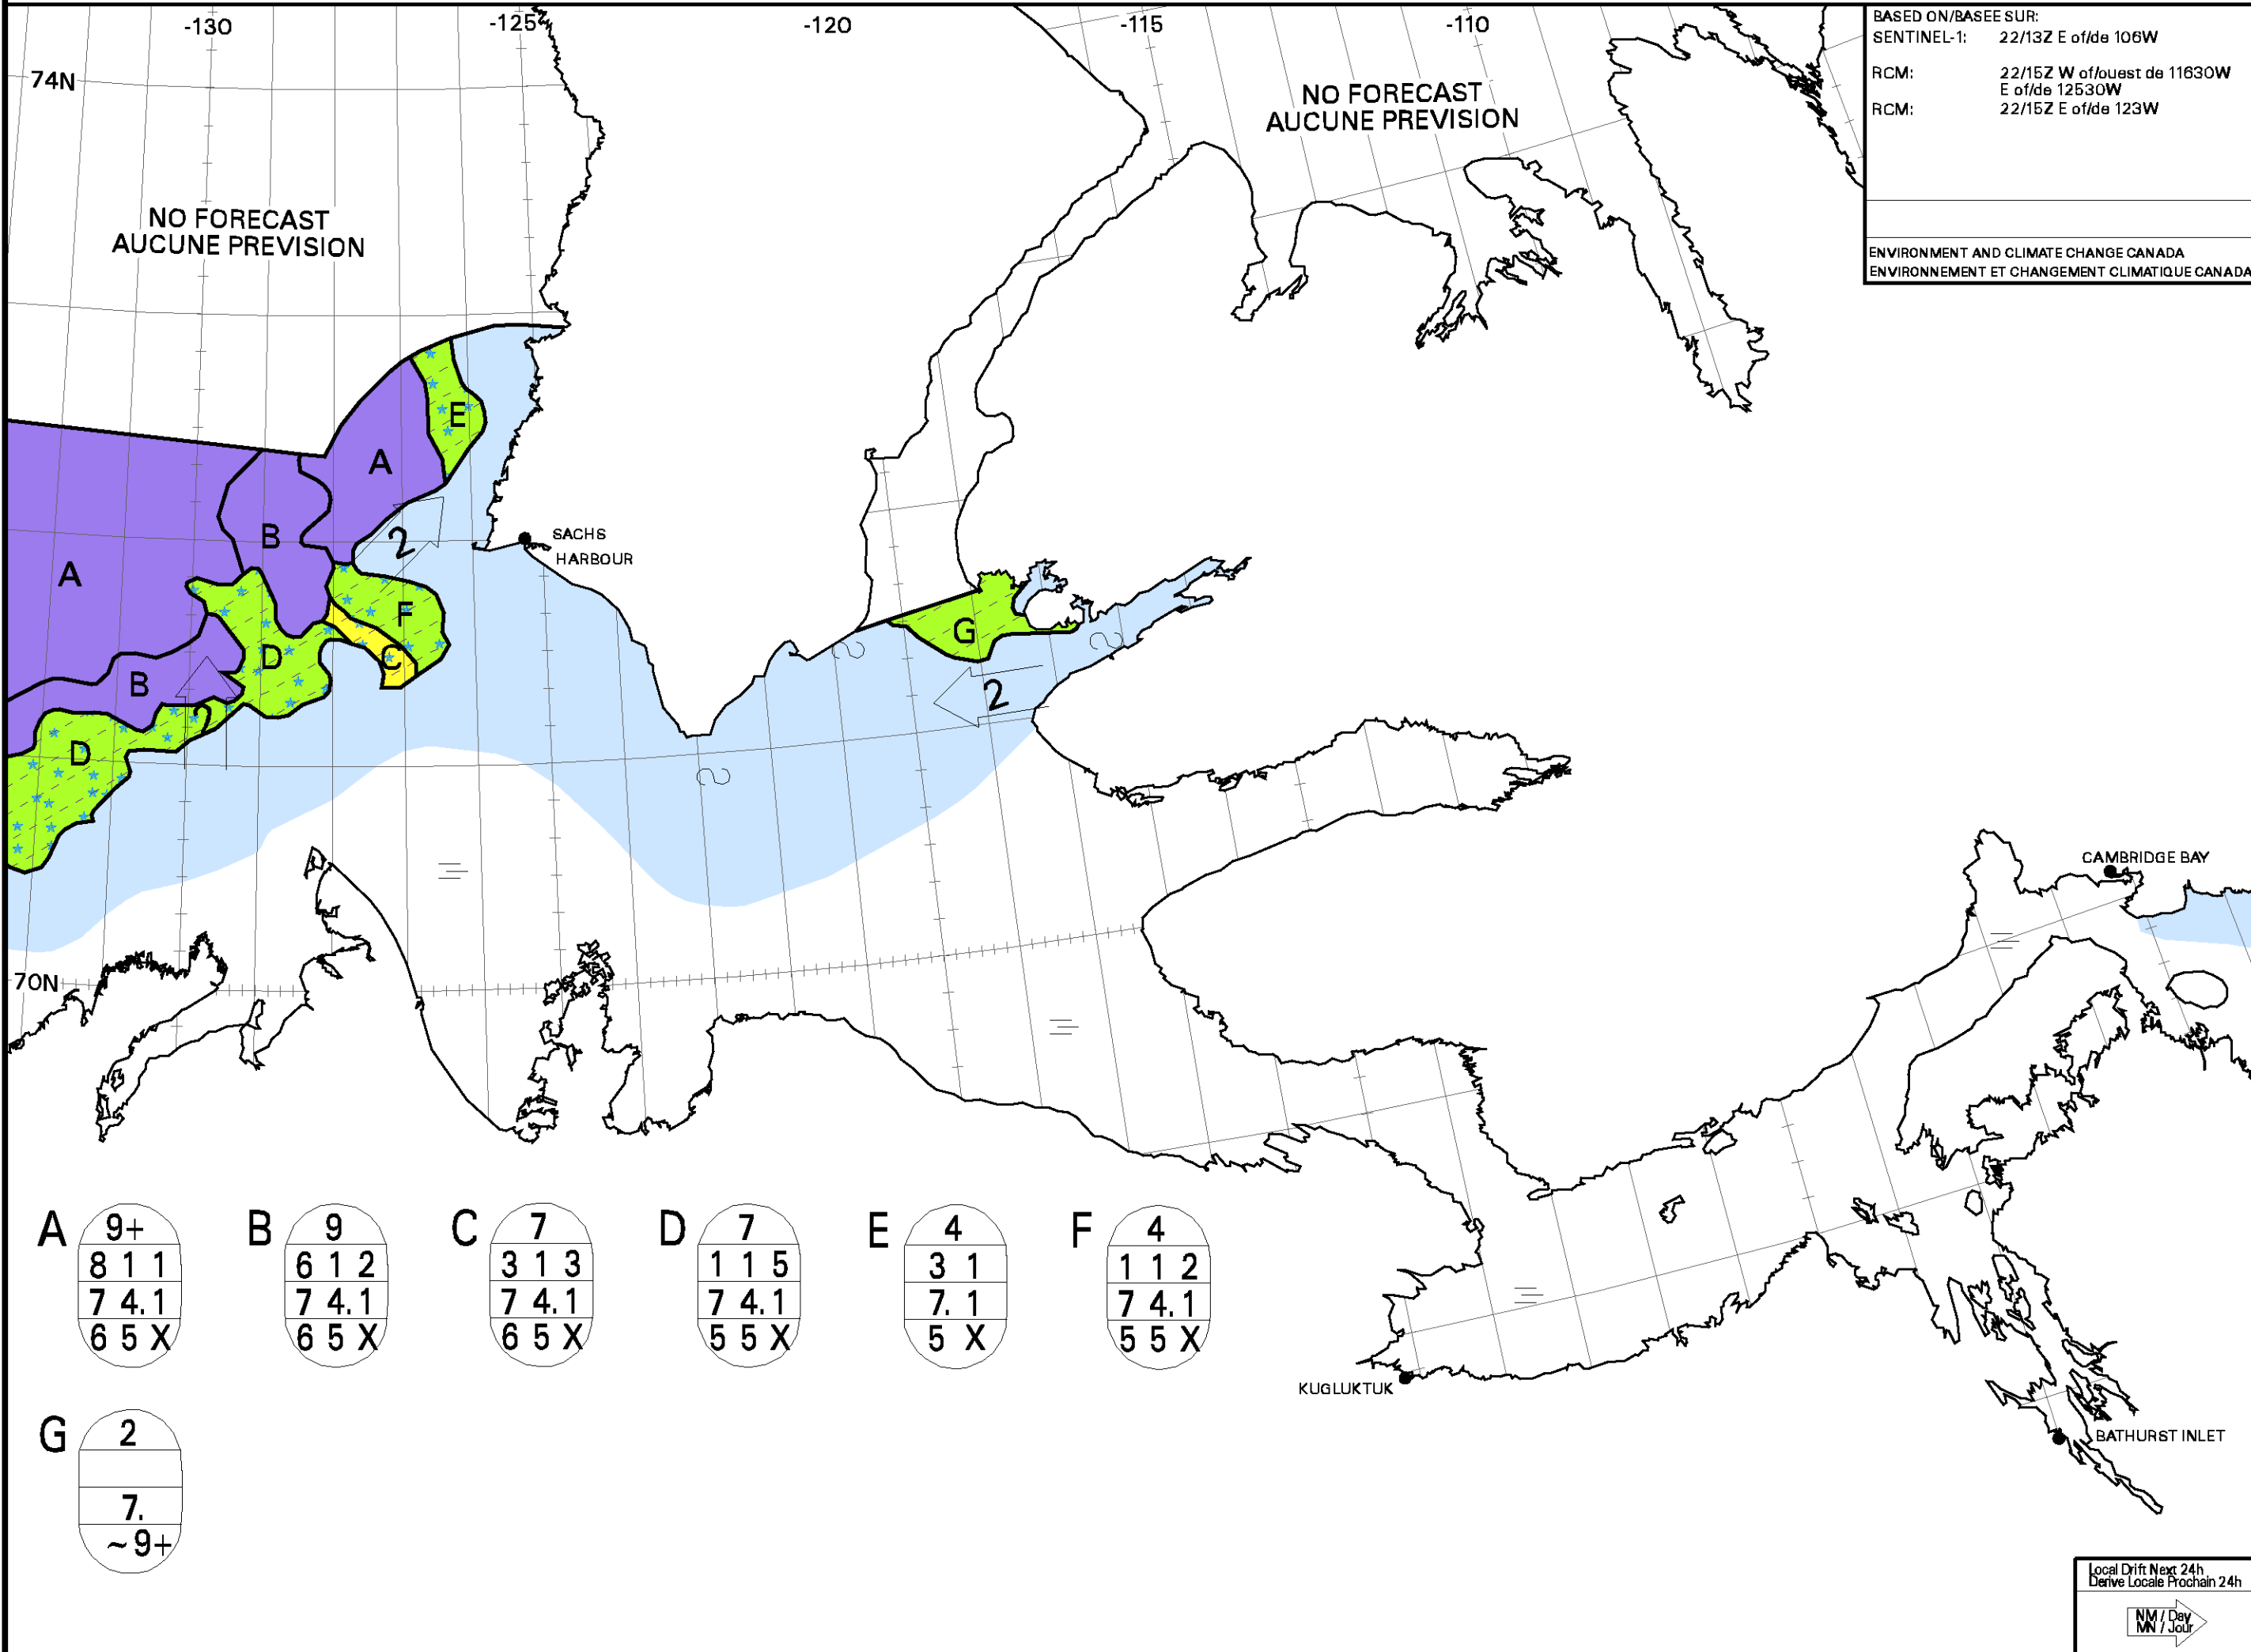 -130 -125 -120 -115 -110
74N
NO FORECAST
AUCUNE PREVISION
NO FORECAST
AUCUNE PREVISION
BASED ON/BASEE SUR:
SENTINEL-1: 22/13Z E of/de 106W
RCM: 22/15Z W of/ouest de 11630W
E of/de 12530W
RCM: 22/15Z E of/de 123W
ENVIRONMENT AND CLIMATE CHANGE CANADA
ENVIRONNEMENT ET CHANGEMENT CLIMATIQUE CANADA
E
A
B
2
SACHS
HARBOUR
A
F
G
D
C
B
2
2
D
CAMBRIDGE BAY
70N
A
9+
8 1 1
7 4. 1
6 5 X
B
9
6 1 2
7 4. 1
6 5 X
C
7
3 1 3
7 4. 1
6 5 X
D
7
1 1 5
7 4. 1
5 5 X
E
4
3 1
7. 1
5 X
F
4
1 1 2
7 4. 1
5 5 X
KUGLUKTUK
BATHURST INLET
G
2
7.
~9+
Local Drift Next 24h
Derive Locale Prochain 24h
NM / Day
MN / Jour